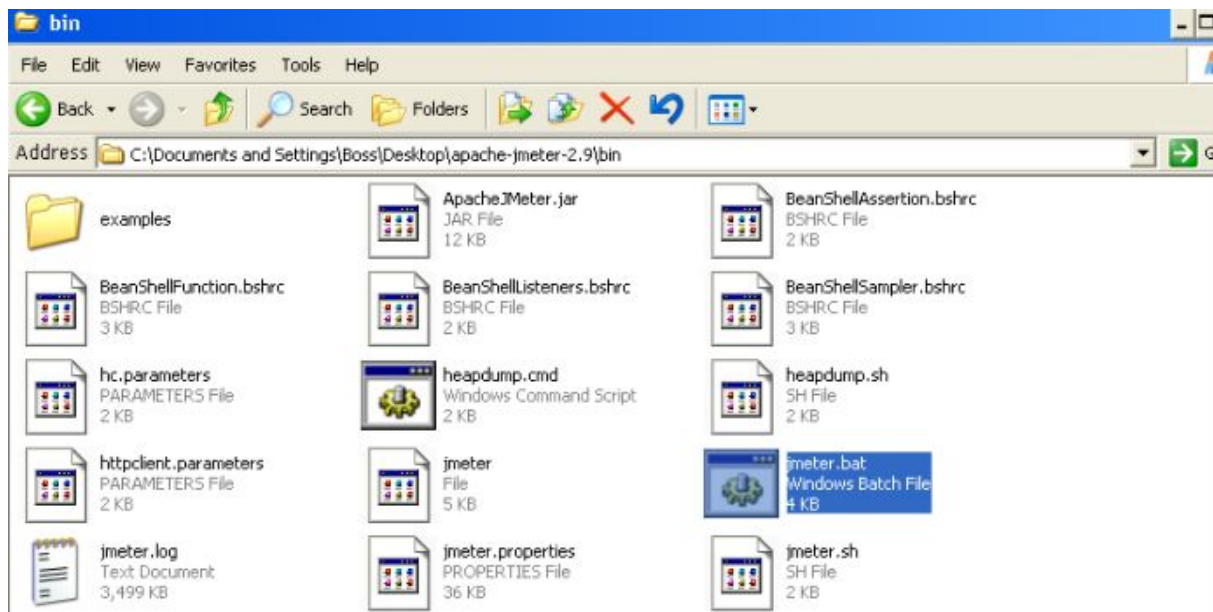 bin
File Edit View Favorites Tools Help
Back Search Folders
Address C:\Documents and Settings\Boss\Desktop\apache-jmeter-2.9\bin G
examples
ApacheJMeter.jar
JAR File
12 KB
BeanShellAssertion.bshrc
BSHRC File
2 KB
BeanShellFunction.bshrc
BSHRC File
3 KB
BeanShellListeners.bshrc
BSHRC File
2 KB
BeanShellSampler.bshrc
BSHRC File
3 KB
hc.parameters
PARAMETERS File
2 KB
heapdump.cmd
Windows Command Script
2 KB
heapdump.sh
SH File
2 KB
httpclient.parameters
PARAMETERS File
2 KB
jmeter
File
5 KB
jmeter.bat
Windows Batch File
4 KB
jmeter.log
Text Document
3,499 KB
jmeter.properties
PROPERTIES File
36 KB
jmeter.sh
SH File
2 KB